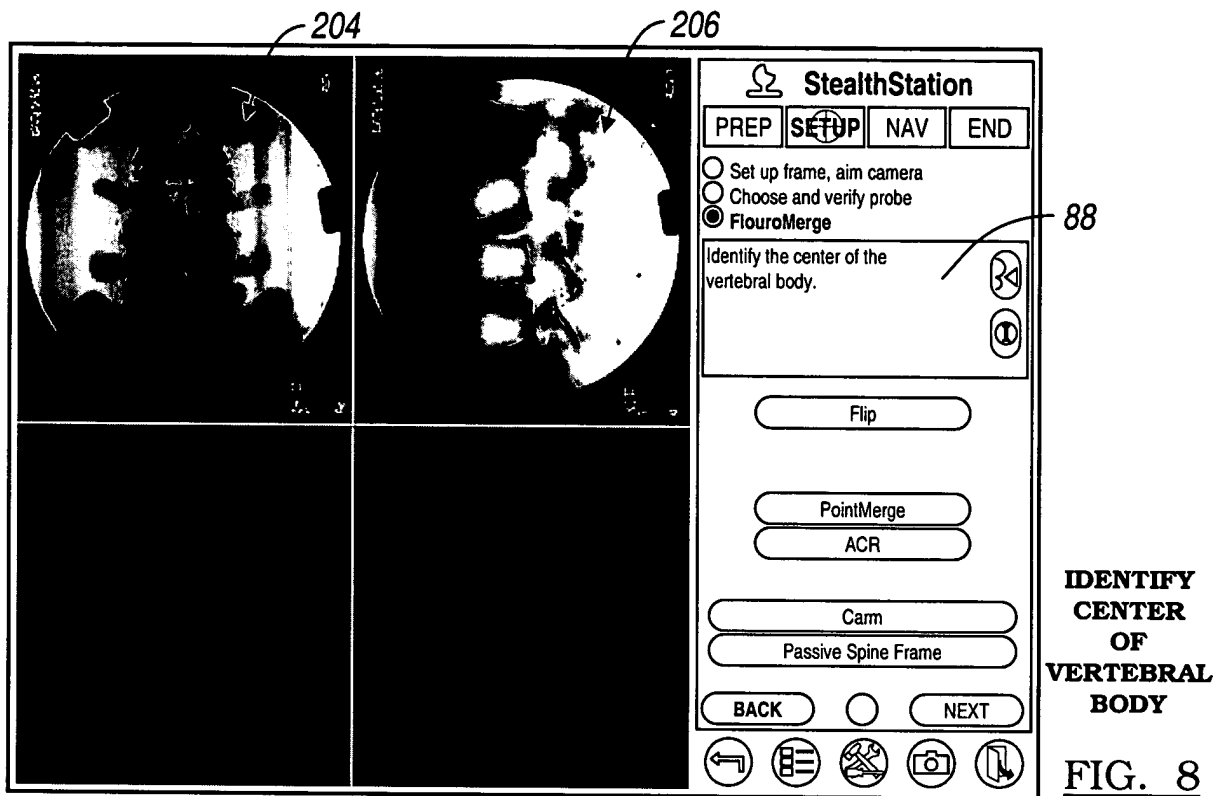 204
206
StealthStation
PREP SETUP NAV END
Set up frame, aim camera
Choose and verify probe
FlouroMerge
88
Identify the center of the
vertebral body.
Flip
PointMerge
ACR
Carm
Passive Spine Frame
BACK NEXT
IDENTIFY
CENTER
OF
VERTEBRAL
BODY
FIG. 8